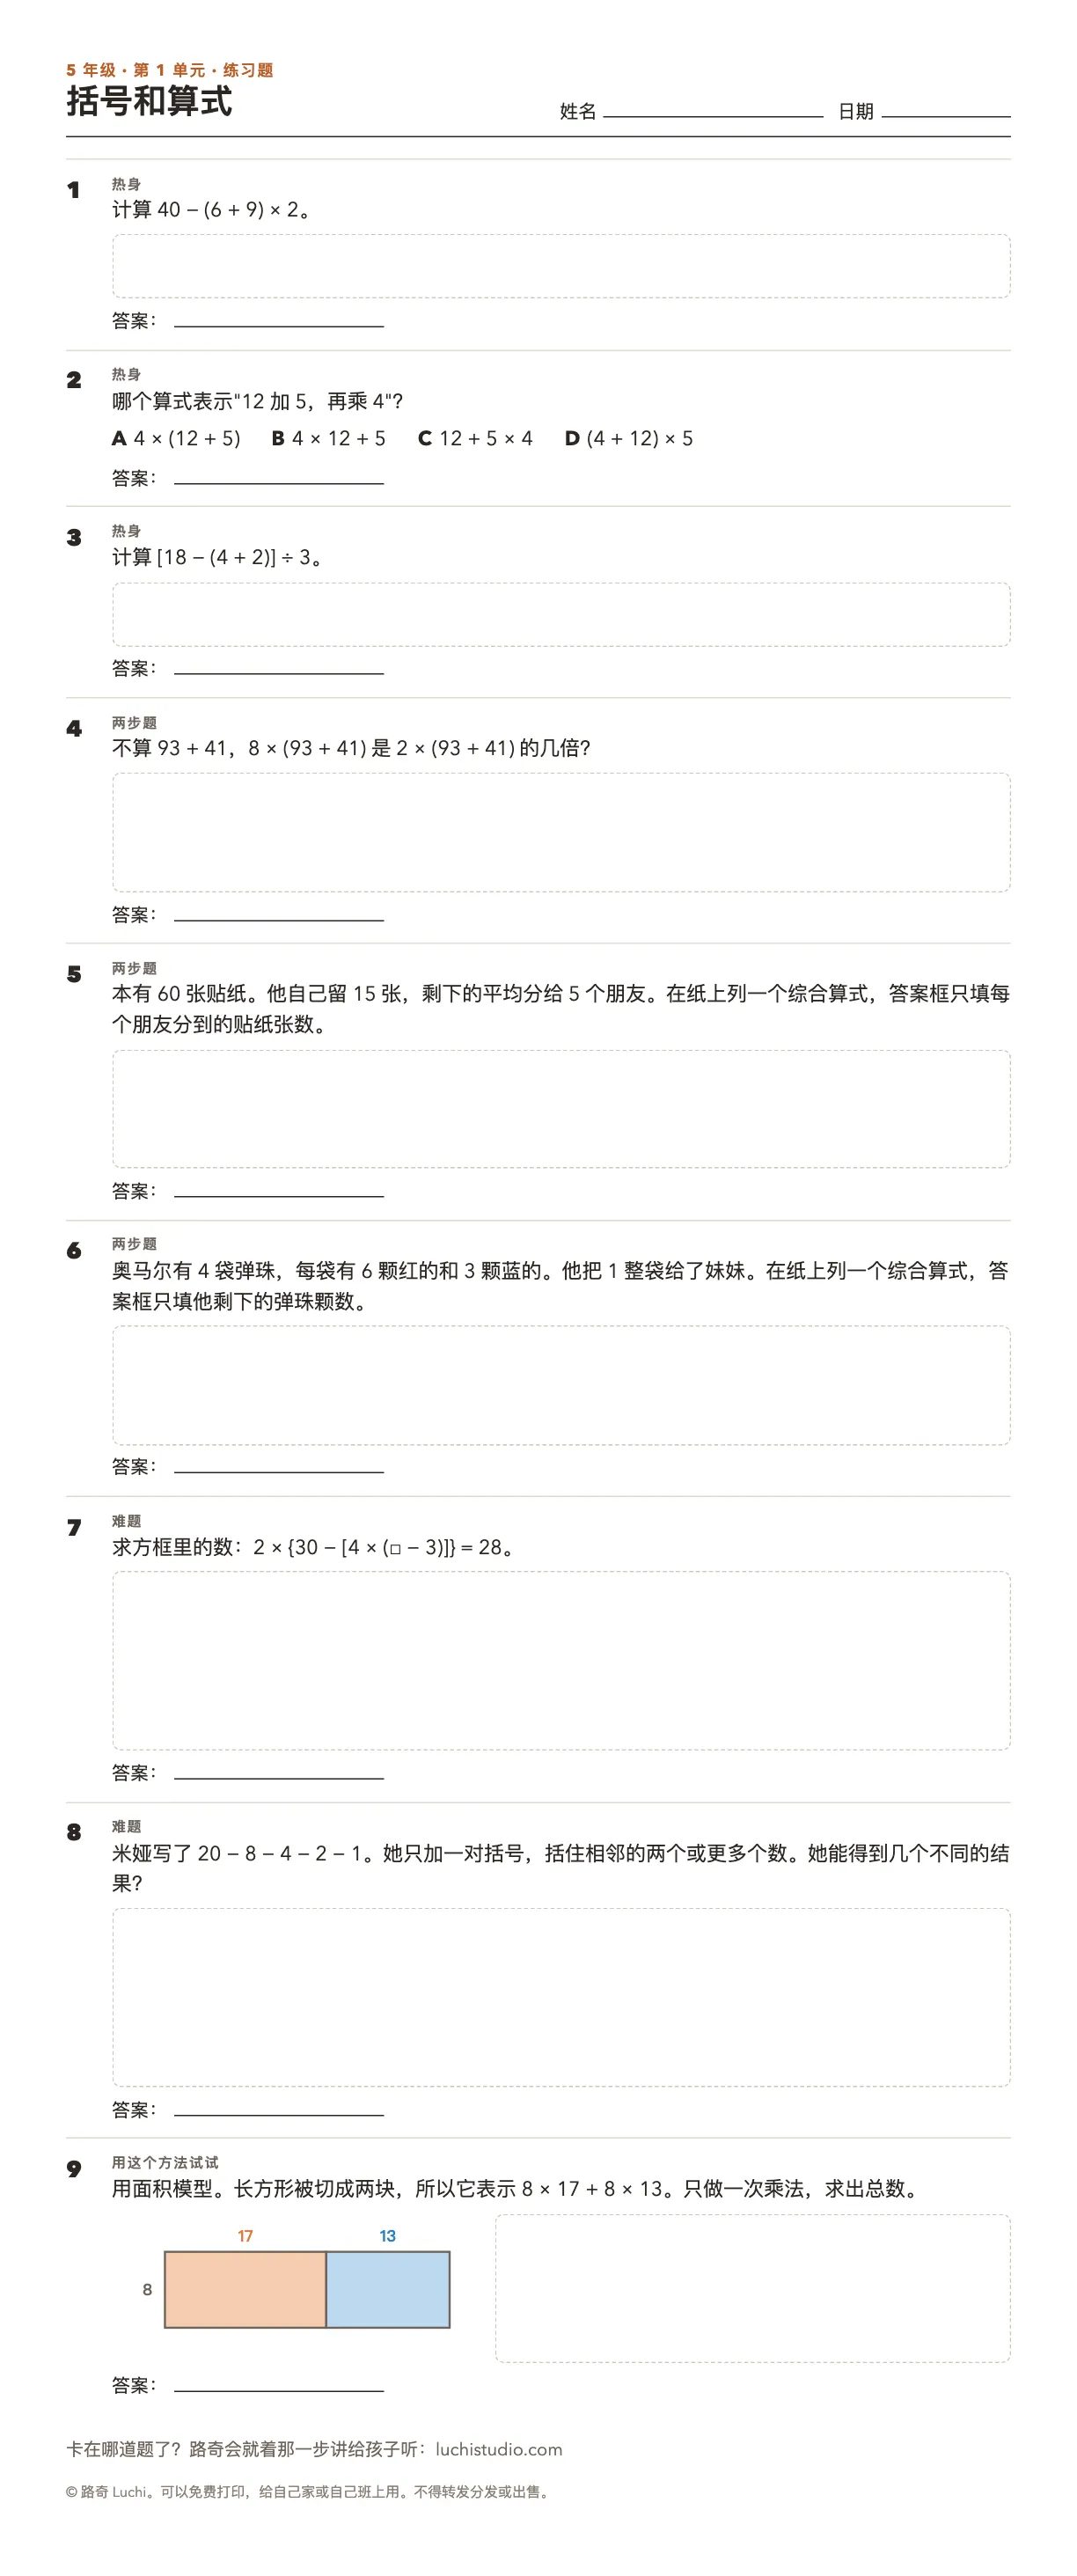 5 年级 · 第 1 单元 · 练习题
括号和算式
姓名 日期
1
热身
计算 40 − (6 + 9) × 2。
答案：
2
热身
哪个算式表示"12 加 5，再乘 4"?
A 4 × (12 + 5) B 4 × 12 + 5 C 12 + 5 × 4 D (4 + 12) × 5
答案：
3
热身
计算 [18 − (4 + 2)] ÷ 3。
答案：
4
两步题
不算 93 + 41，8 × (93 + 41) 是 2 × (93 + 41) 的几倍?
答案：
5
两步题
本有 60 张贴纸。他自己留 15 张，剩下的平均分给 5 个朋友。在纸上列一个综合算式，答案框只填每
个朋友分到的贴纸张数。
答案：
6
两步题
奥马尔有 4 袋弹珠，每袋有 6 颗红的和 3 颗蓝的。他把 1 整袋给了妹妹。在纸上列一个综合算式，答
案框只填他剩下的弹珠颗数。
答案：
7
难题
求方框里的数：2 × {30 − [4 × (□ − 3)]} = 28。
答案：
8
难题
米娅写了 20 − 8 − 4 − 2 − 1。她只加一对括号，括住相邻的两个或更多个数。她能得到几个不同的结
果?
答案：
9
用这个方法试试
用面积模型。长方形被切成两块，所以它表示 8 × 17 + 8 × 13。只做一次乘法，求出总数。
17 13
8
答案：
卡在哪道题了？路奇会就着那一步讲给孩子听：luchistudio.com
© 路奇 Luchi。可以免费打印，给自己家或自己班上用。不得转发分发或出售。